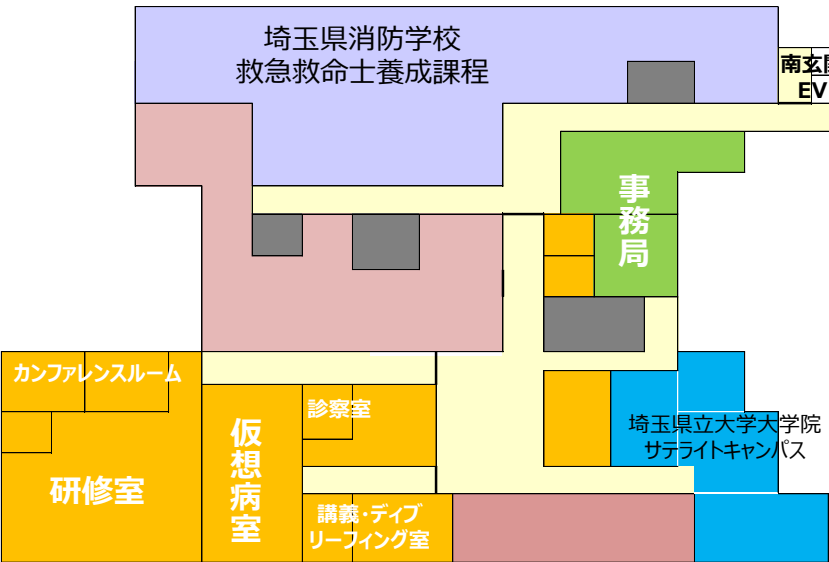 埼玉県消防学校
救急救命士養成課程
南玄関
EV
事務局
カンファレンスルーム
診察室
仮想病室
研修室
講義・ディブ
リーフィング室
埼玉県立大学大学院
サテライトキャンパス